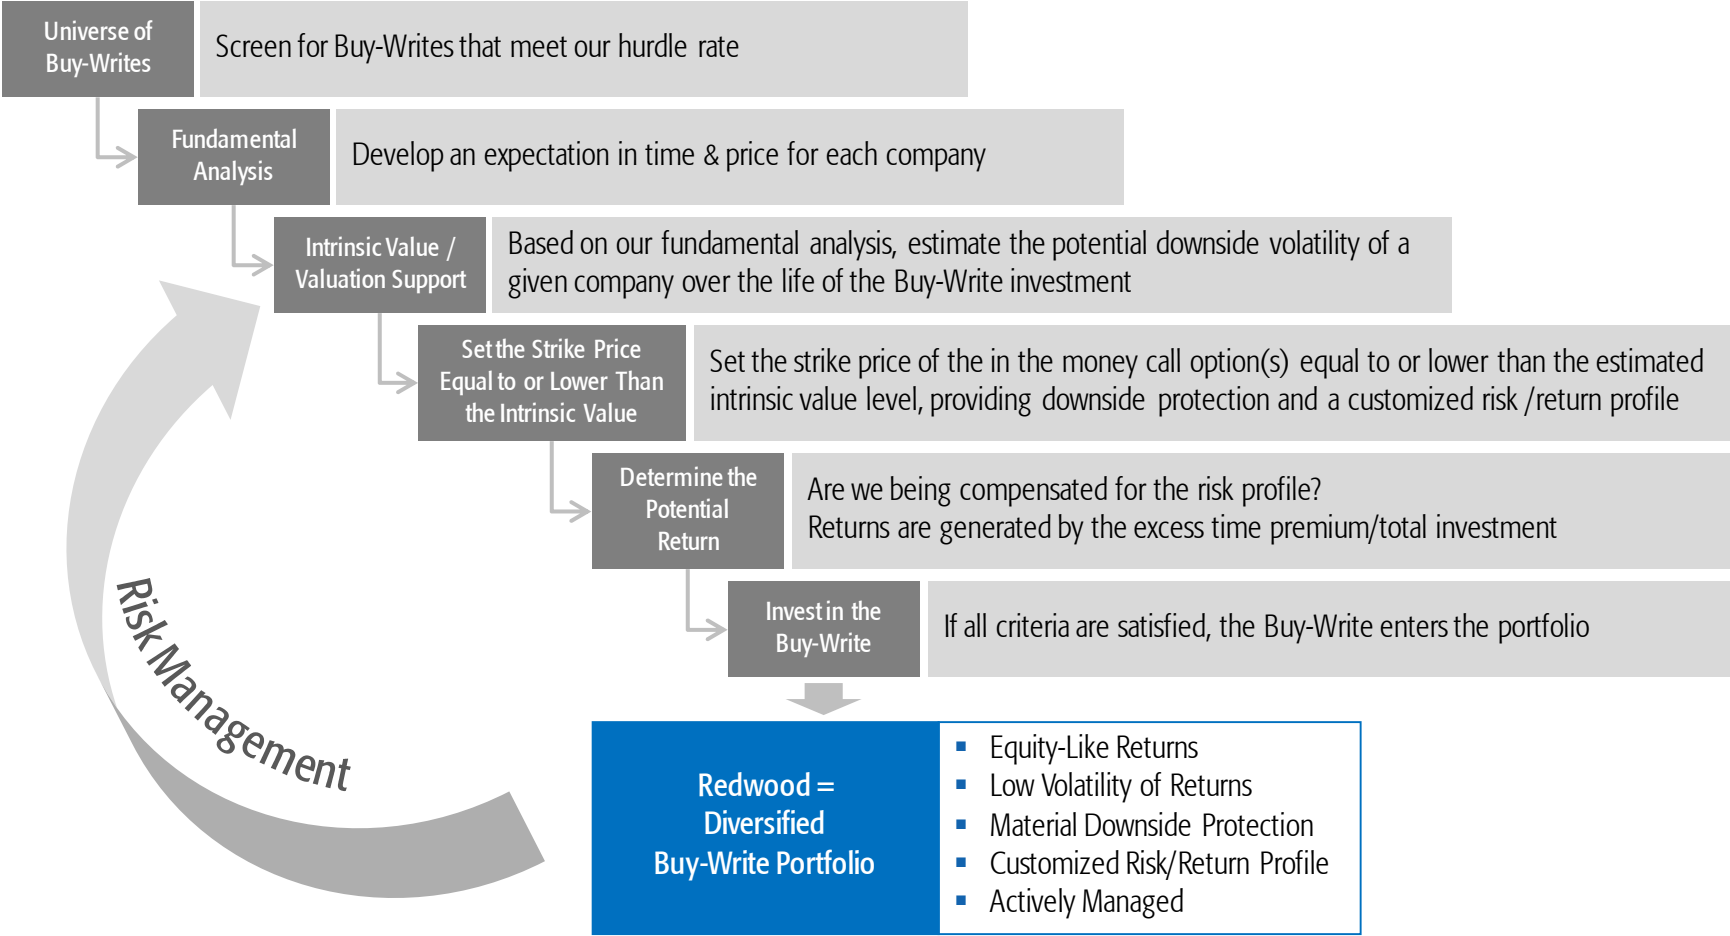 Universe of
Buy-Writes
Screen for Buy-Writes that meet our hurdle rate
Fundamental
Analysis
Develop an expectation in time & price for each company
Intrinsic Value /
Valuation Support
Based on our fundamental analysis, estimate the potential downside volatility of a
given company over the life of the Buy-Write investment
Set the Strike Price
Equal to or Lower Than
the Intrinsic Value
Set the strike price of the in the money call option(s) equal to or lower than the estimated
intrinsic value level, providing downside protection and a customized risk /return profile
Determine the
Potential
Return
Are we being compensated for the risk profile?
Returns are generated by the excess time premium/total investment
Invest in the
Buy-Write
If all criteria are satisfied, the Buy-Write enters the portfolio
Risk Management
Redwood =
Diversified
Buy-Write Portfolio
▪ Equity-Like Returns
▪ Low Volatility of Returns
▪ Material Downside Protection
▪ Customized Risk/Return Profile
▪ Actively Managed